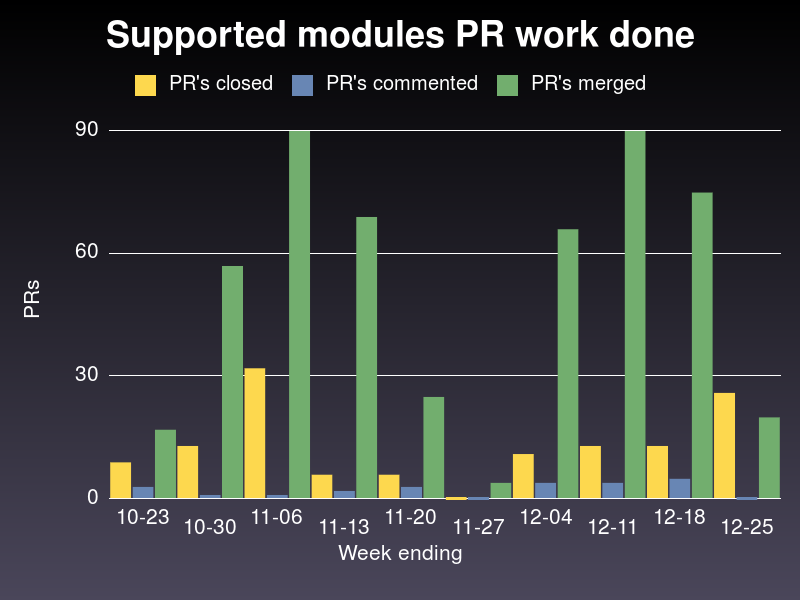 Supported modules PR work done
PR's closed PR's commented PR's merged
90
60
30
0
PRs
10-23 10-30 11-06 11-13 11-20 11-27 12-04 12-11 12-18 12-25
Week ending